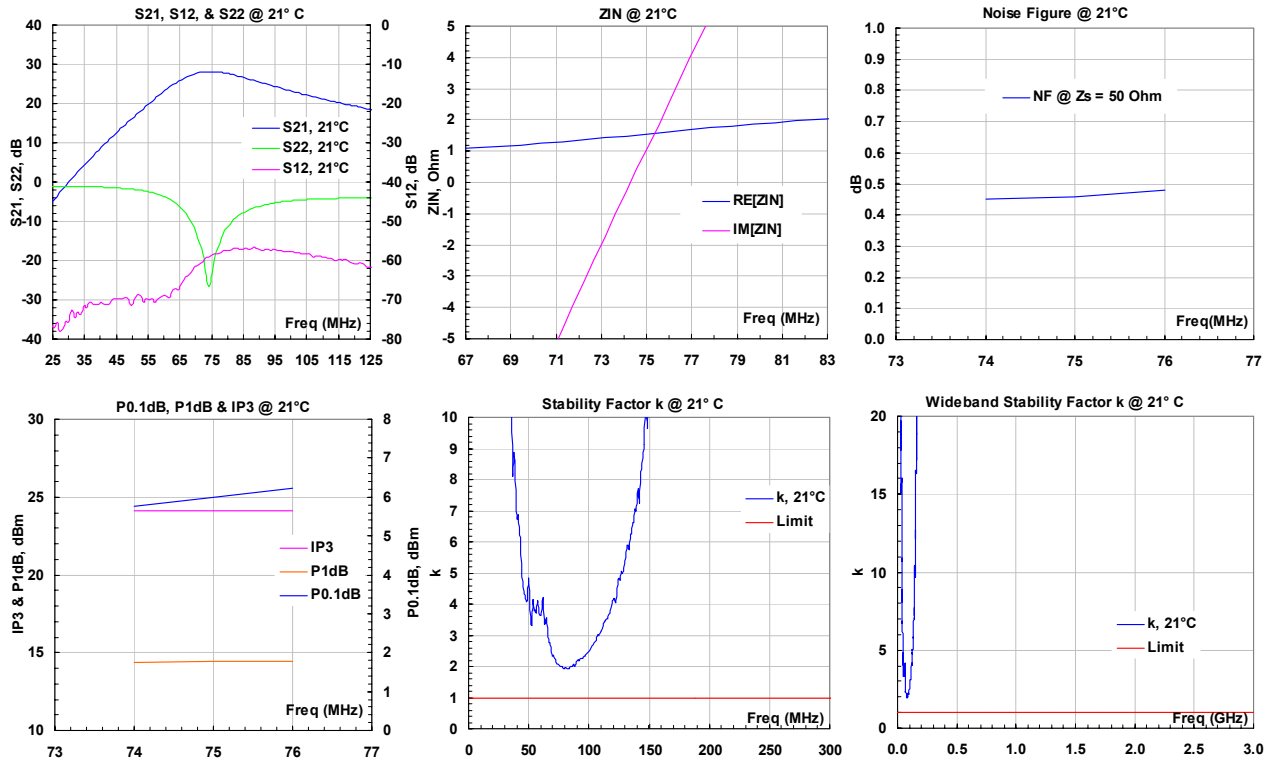 S21, S12, & S22 @ 21° C
40
30
20
10
0
-10
-20
-30
-40
0
-10
-20
-30
-40
-50
-60
-70
-80
S21, S22, dB
S12, dB
S21, 21°C
S22, 21°C
S12, 21°C
Freq (MHz)
25 35 45 55 65 75 85 95 105 115 125
ZIN @ 21°C
5
4
3
2
1
0
-1
-2
-3
-4
-5
ZIN, Ohm
RE[ZIN]
IM[ZIN]
Freq (MHz)
67 69 71 73 75 77 79 81 83
Noise Figure @ 21°C
1.0
0.9
0.8
0.7
0.6
0.5
0.4
0.3
0.2
0.1
0.0
dB
NF @ Zs = 50 Ohm
Freq(MHz)
73 74 75 76 77
P0.1dB, P1dB & IP3 @ 21°C
30
25
20
15
10
8
7
6
5
4
3
2
1
0
IP3 & P1dB, dBm
P0.1dB, dBm
IP3
P1dB
P0.1dB
Freq (MHz)
73 74 75 76 77
Stability Factor k @ 21° C
10
9
8
7
6
5
4
3
2
1
0
k
k, 21°C
Limit
Freq (MHz)
0 50 100 150 200 250 300
Wideband Stability Factor k @ 21° C
20
15
10
5
0
k
k, 21°C
Limit
Freq (GHz)
0.0 0.5 1.0 1.5 2.0 2.5 3.0